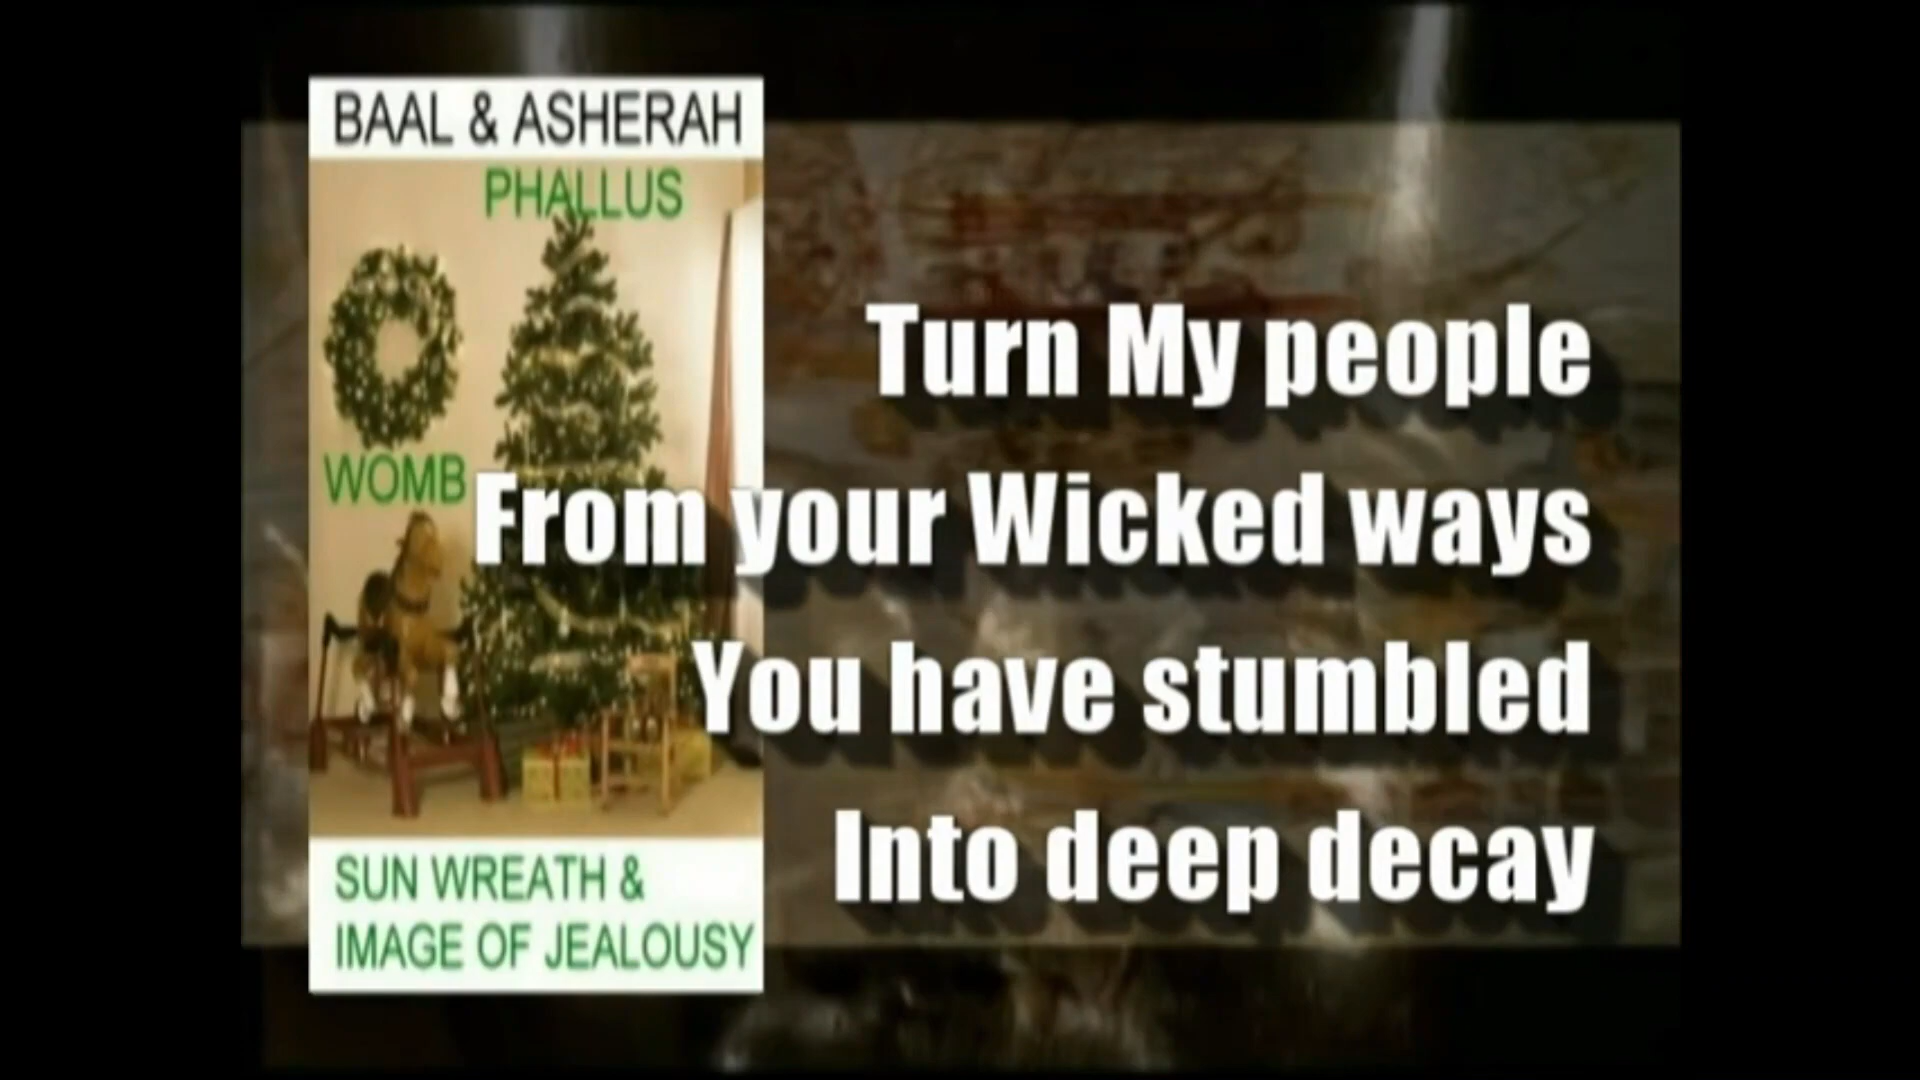 BAAL & ASHERAH
PHALLUS
WOMB
SUN WREATH &
IMAGE OF JEALOUSY
Turn My people
From your Wicked ways
You have stumbled
Into deep decay